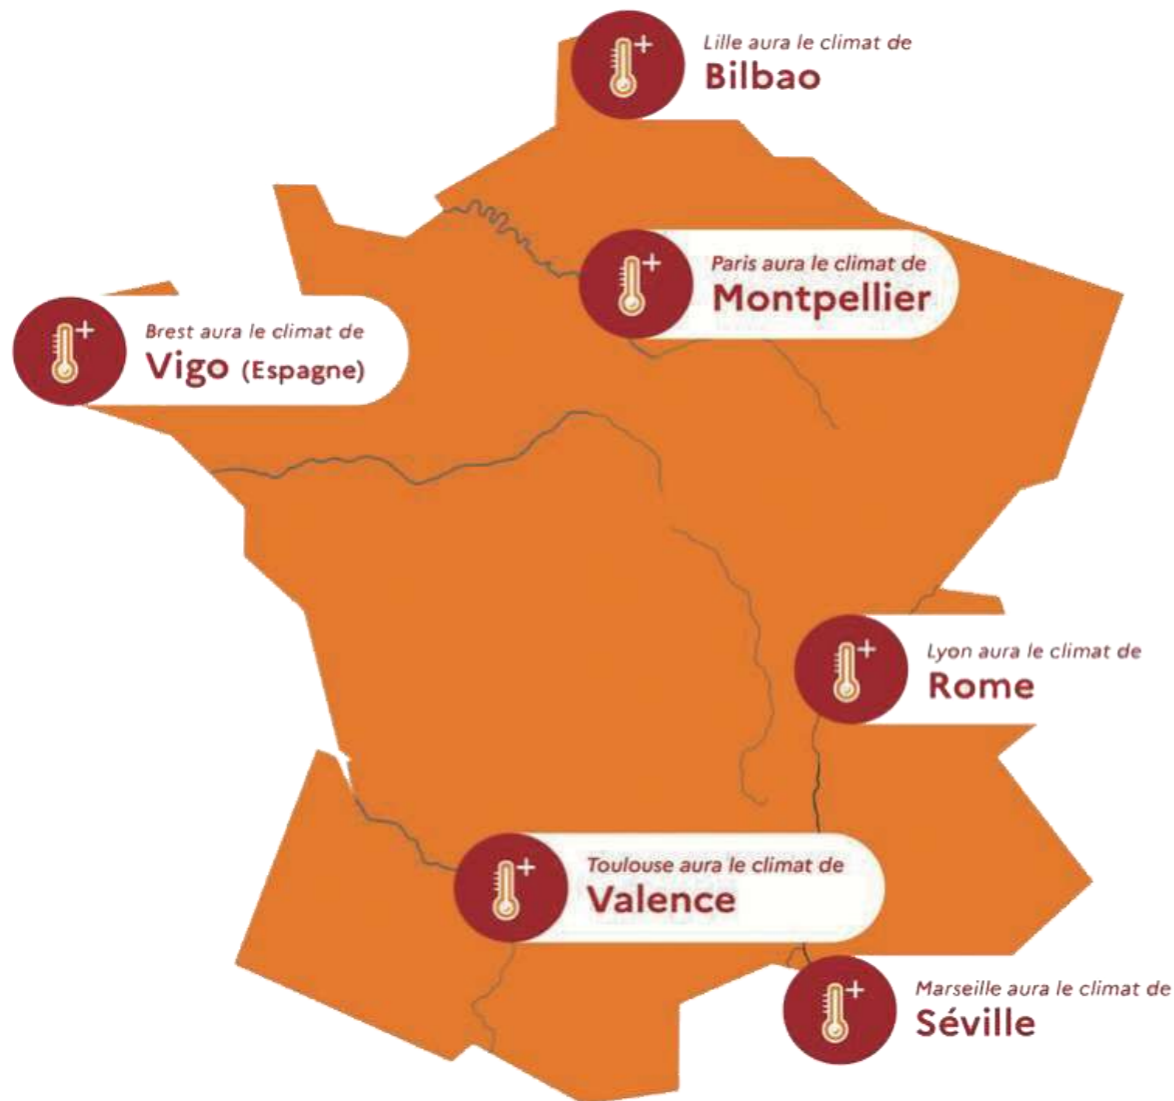 Lille aura le climat de
Bilbao
Paris aura le climat de
Montpellier
Brest aura le climat de
Vigo (Espagne)
Lyon aura le climat de
Rome
Toulouse aura le climat de
Valence
Marseille aura le climat de
Séville